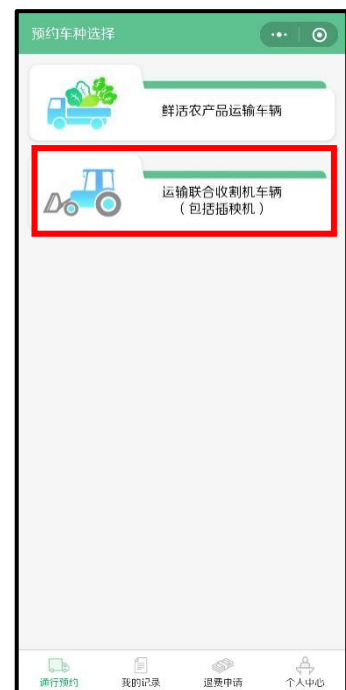 预约车种选择
鲜活农产品运输车辆
运输联合收割机车辆
（包括插秧机）
通行预约
我的记录
退费申请
个人中心